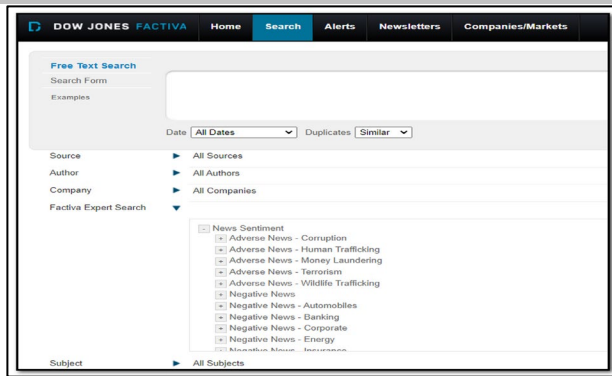 DOW JONES FACTIVA Home Search Alerts Newsletters Companies/Markets
Free Text Search
Search Form
Examples
Date All Dates Duplicates Similar
Source All Sources
Author All Authors
Company All Companies
Factiva Expert Search
- News Sentiment
+ Adverse News - Corruption
+ Adverse News - Human Trafficking
+ Adverse News - Money Laundering
+ Adverse News - Terrorism
+ Adverse News - Wildlife Trafficking
+ Negative News
+ Negative News - Automobiles
+ Negative News - Banking
+ Negative News - Corporate
+ Negative News - Energy
+ Negative News - Insurance
Subject All Subjects